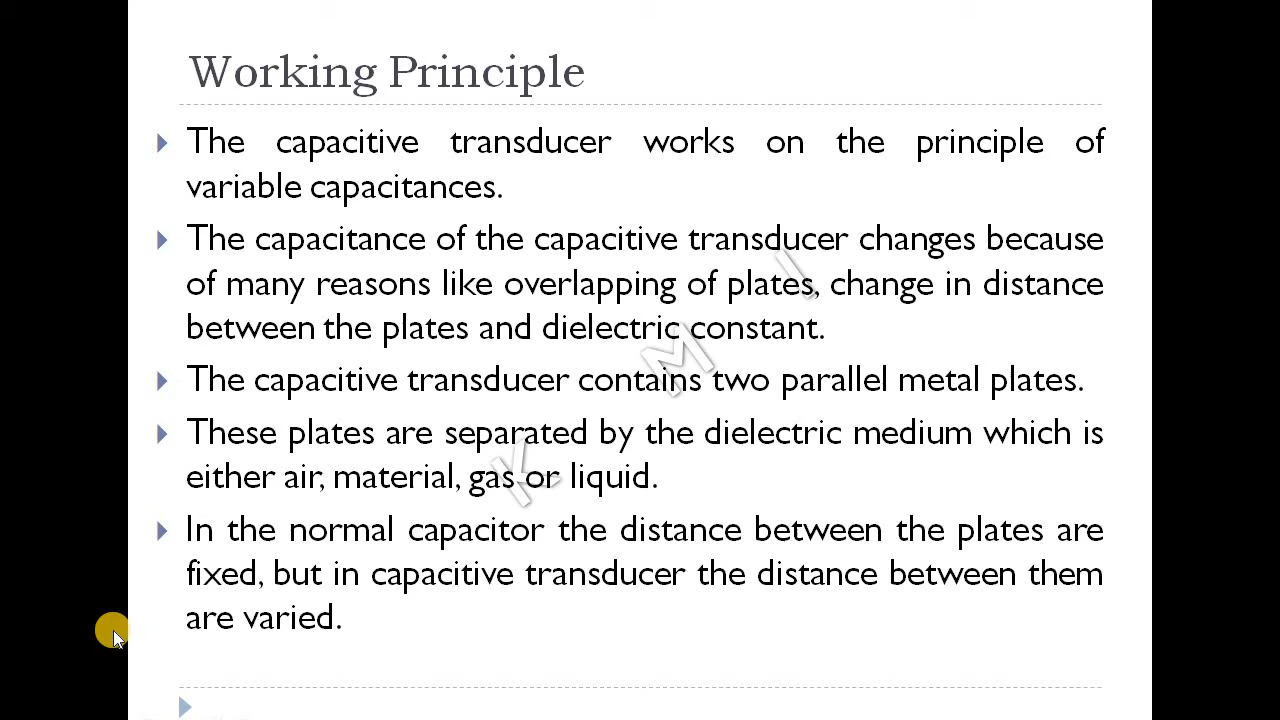 Working Principle
The capacitive transducer works on the principle of
variable capacitances.
The capacitance of the capacitive transducer changes because
of many reasons like overlapping of plates, change in distance
between the plates and dielectric constant.
The capacitive transducer contains two parallel metal plates.
These plates are separated by the dielectric medium which is
either air, material, gas or liquid.
In the normal capacitor the distance between the plates are
fixed, but in capacitive transducer the distance between them
are varied.
K M I